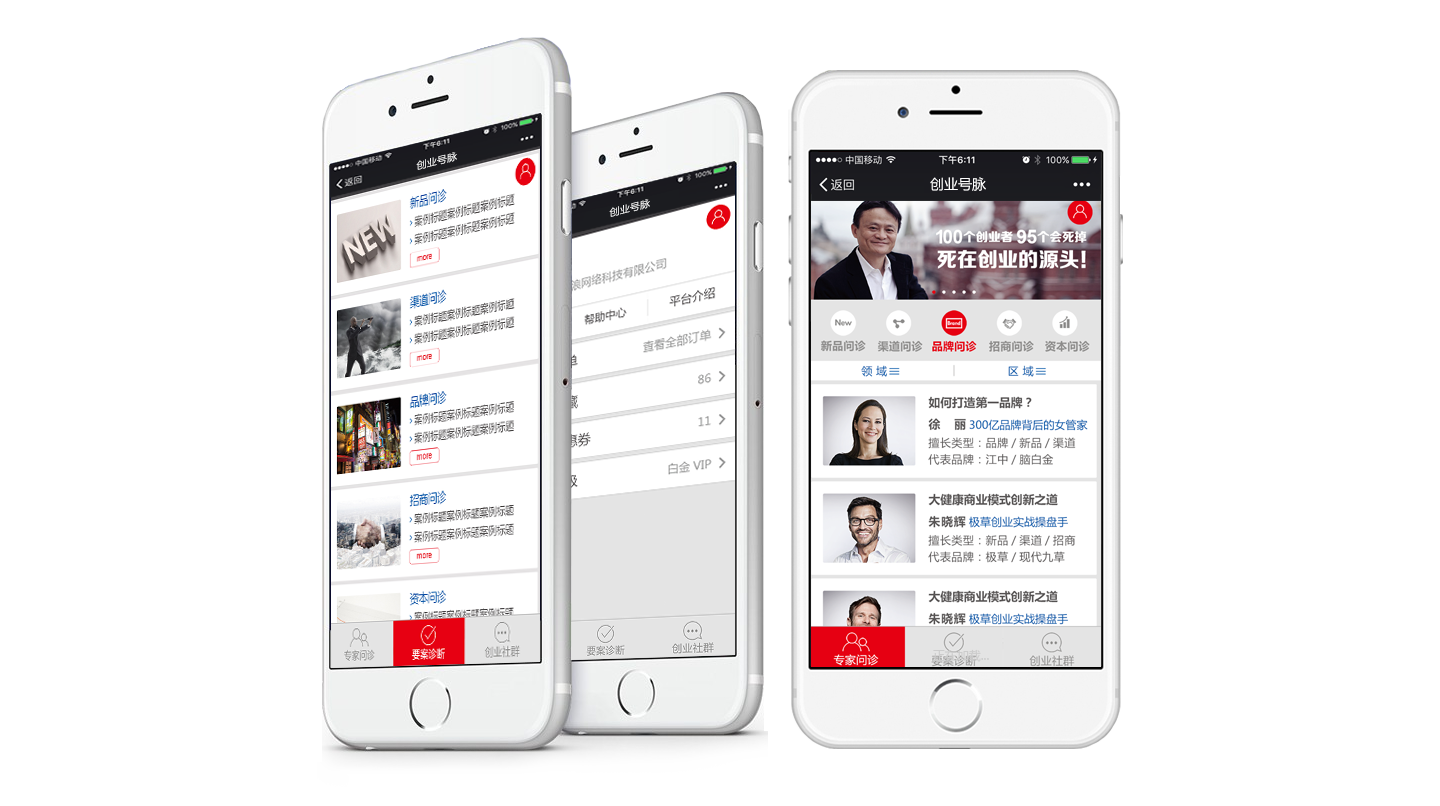 中国移动
下午6:11
100%
返回
创业号脉
NEW
新品问诊
› 案例标题案例标题案例标题
› 案例标题案例标题案例标题
more
渠道问诊
› 案例标题案例标题案例标题
› 案例标题案例标题案例标题
more
品牌问诊
› 案例标题案例标题案例标题
› 案例标题案例标题案例标题
more
招商问诊
› 案例标题案例标题案例标题
› 案例标题案例标题案例标题
more
资本问诊
› 案例标题案例标题案例标题
专家问诊
要案诊断
创业社群
下午6:11
100%
创业号脉
浪网络科技有限公司
帮助中心
平台介绍
单
查看全部订单
藏
86
惠券
11
级
白金 VIP
要案诊断
创业社群
中国移动
下午6:11
100%
返回
创业号脉
100个创业者 95个会死掉
死在创业的源头!
New
Brand
新品问诊
渠道问诊
品牌问诊
招商问诊
资本问诊
领 域
区 域
如何打造第一品牌？
徐 丽 300亿品牌背后的女管家
擅长类型：品牌 / 新品 / 渠道
代表品牌：江中 / 脑白金
大健康商业模式创新之道
朱晓辉 极草创业实战操盘手
擅长类型：新品 / 渠道 / 招商
代表品牌：极草 / 现代九草
大健康商业模式创新之道
朱晓辉 极草创业实战操盘手
专家问诊
要案诊断
创业社群